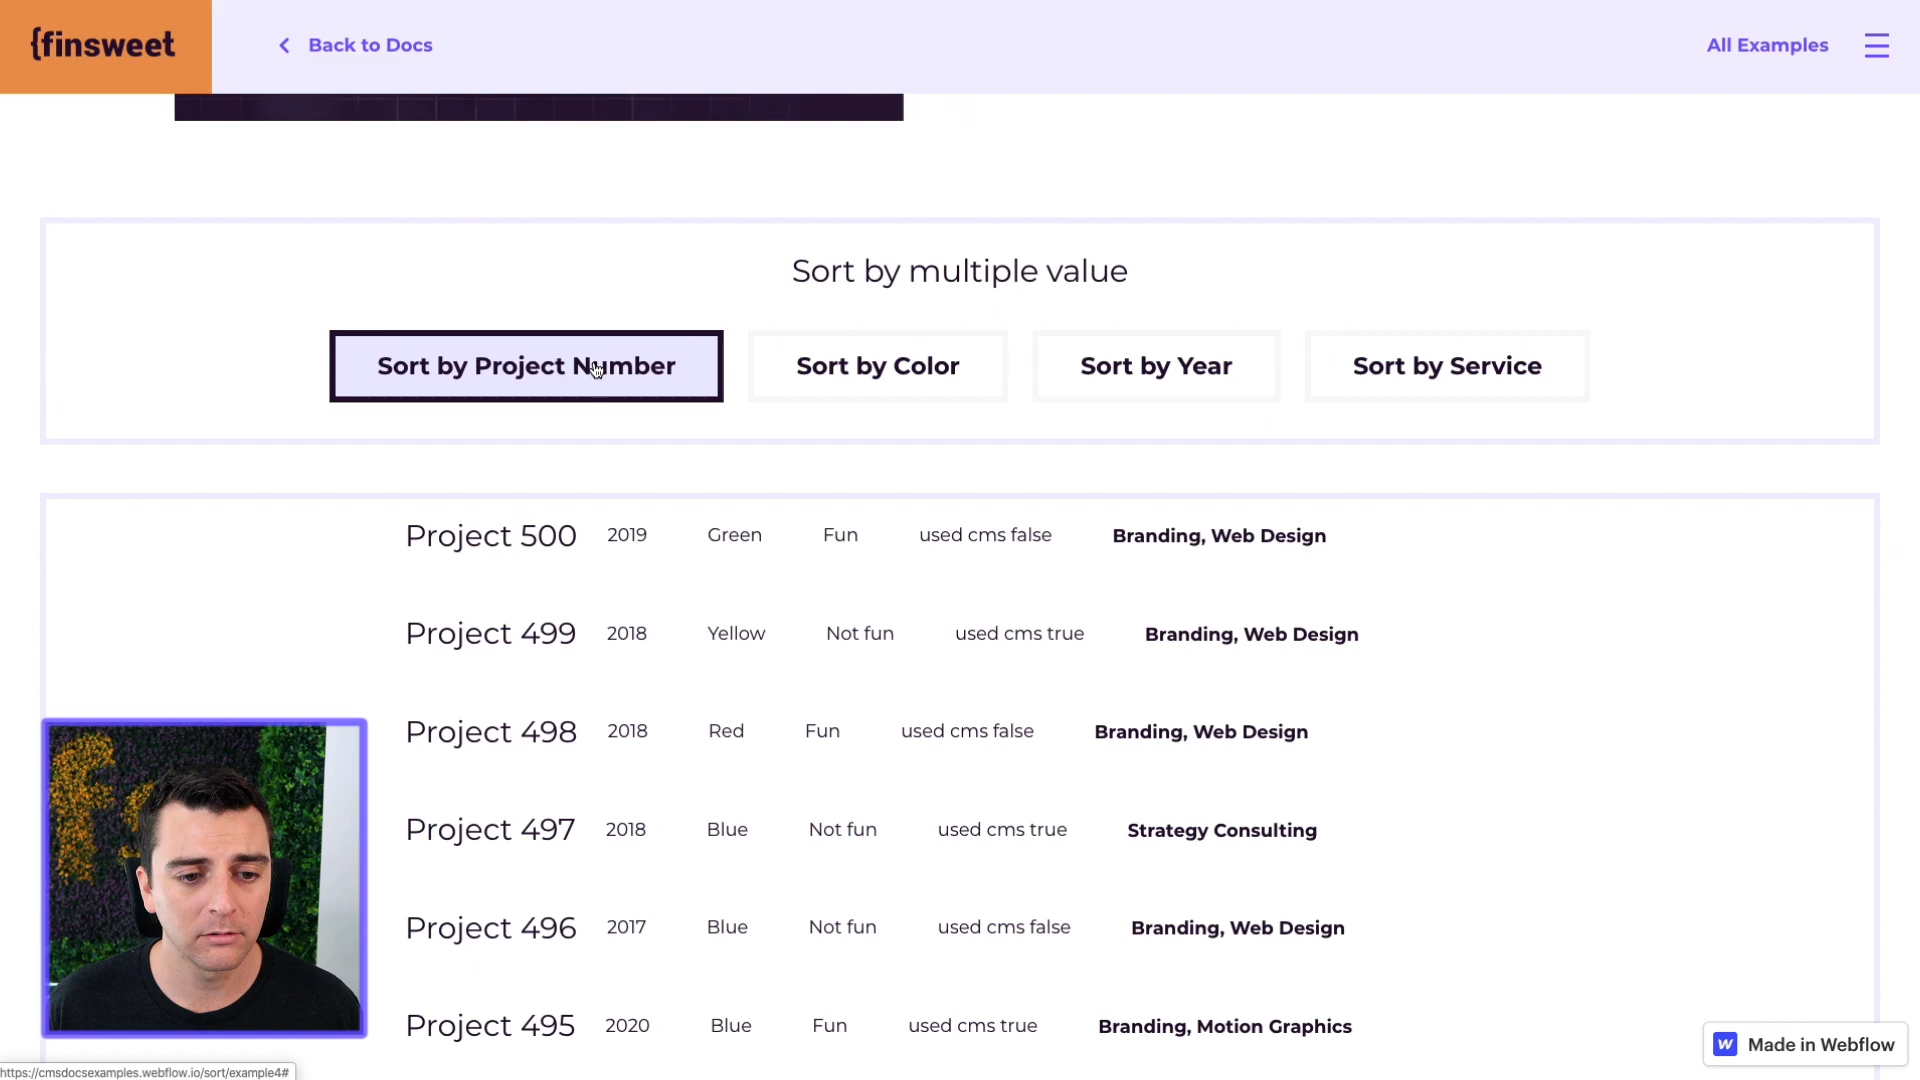 {finsweet
Back to Docs
All Examples
Sort by multiple value
Sort by Project Number
Sort by Color
Sort by Year
Sort by Service
Project 500 2019 Green Fun used cms false Branding, Web Design
Project 499 2018 Yellow Not fun used cms true Branding, Web Design
Project 498 2018 Red Fun used cms false Branding, Web Design
Project 497 2018 Blue Not fun used cms true Strategy Consulting
Project 496 2017 Blue Not fun used cms false Branding, Web Design
Project 495 2020 Blue Fun used cms true Branding, Motion Graphics
W Made in Webflow
https://cmsdocsexamples.webflow.io/sort/example4#